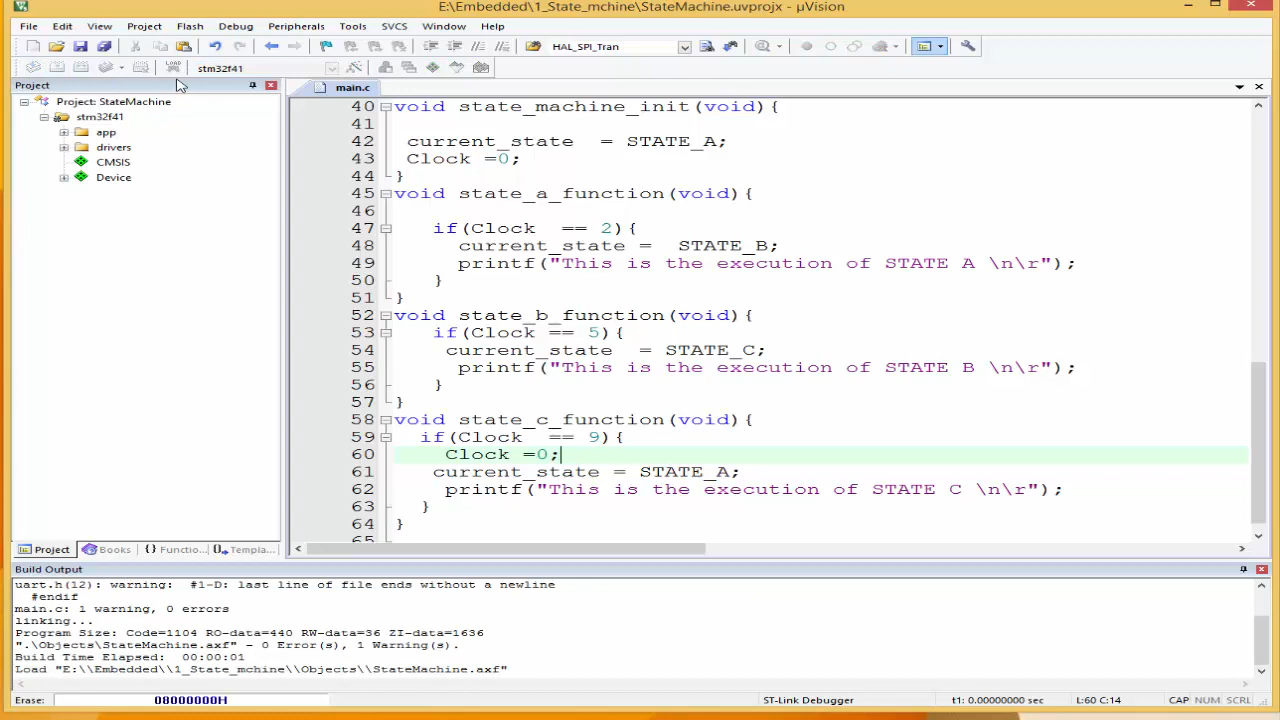 E:\Embedded\1_State_mchine\StateMachine.uvprojx - µVision
File Edit View Project Flash Debug Peripherals Tools SVCS Window Help
HAL_SPI_Tran
LOAD stm32f41
Project
main.c
Project: StateMachine
stm32f41
app
drivers
CMSIS
Device
40 void state_machine_init(void){
41
42 current_state = STATE_A;
43 Clock =0;
44 }
45 void state_a_function(void){
46
47 if(Clock == 2){
48 current_state = STATE_B;
49 printf("This is the execution of STATE A \n\r");
50 }
51 }
52 void state_b_function(void){
53 if(Clock == 5){
54 current_state = STATE_C;
55 printf("This is the execution of STATE B \n\r");
56 }
57 }
58 void state_c_function(void){
59 if(Clock == 9){
60 Clock =0;
61 current_state = STATE_A;
62 printf("This is the execution of STATE C \n\r");
63 }
64 }
65
Project Books {} Functio... Templa...
Build Output
uart.h(12): warning: #1-D: last line of file ends without a newline
#endif
main.c: 1 warning, 0 errors
linking...
Program Size: Code=1104 RO-data=440 RW-data=36 ZI-data=1636
".\Objects\StateMachine.axf" - 0 Error(s), 1 Warning(s).
Build Time Elapsed: 00:00:01
Load "E:\\Embedded\\1_State_mchine\\Objects\\StateMachine.axf"
Erase: 08000000H ST-Link Debugger t1: 0.00000000 sec L:60 C:14 CAP NUM SCRL